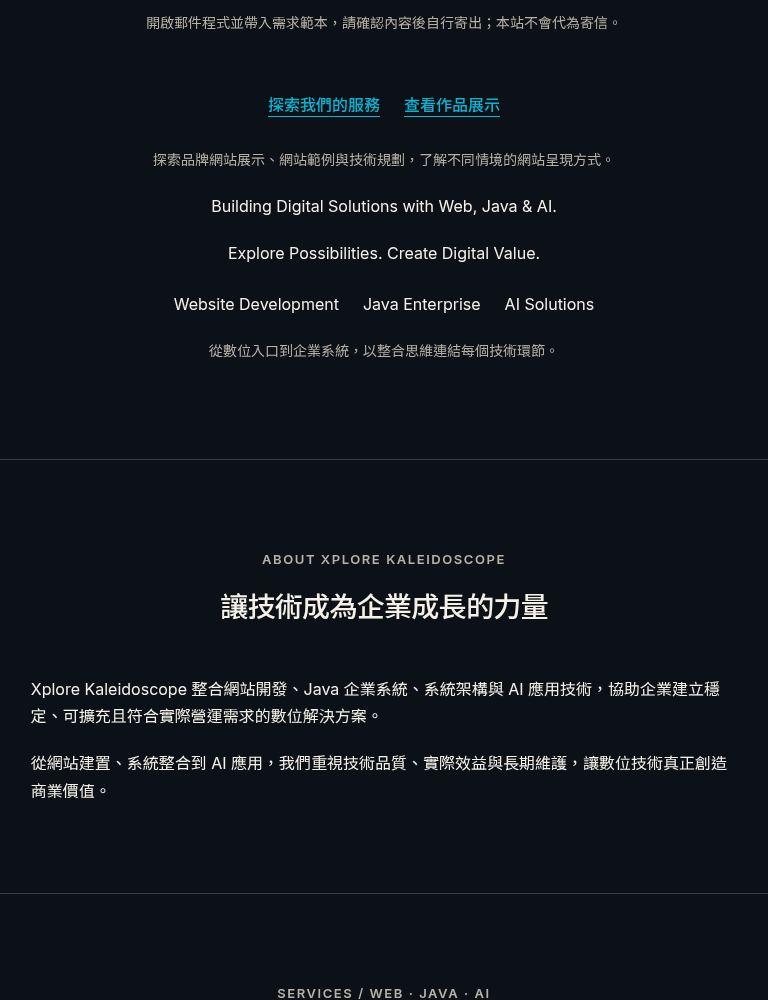 開啟郵件程式並帶入需求範本，請確認內容後自行寄出；本站不會代為寄信。
探索我們的服務 查看作品展示
探索品牌網站展示、網站範例與技術規劃，了解不同情境的網站呈現方式。
Building Digital Solutions with Web, Java & AI.
Explore Possibilities. Create Digital Value.
Website Development Java Enterprise AI Solutions
從數位入口到企業系統，以整合思維連結每個技術環節。
ABOUT XPLORE KALEIDOSCOPE
讓技術成為企業成長的力量
Xplore Kaleidoscope 整合網站開發、Java 企業系統、系統架構與 AI 應用技術，協助企業建立穩
定、可擴充且符合實際營運需求的數位解決方案。
從網站建置、系統整合到 AI 應用，我們重視技術品質、實際效益與長期維護，讓數位技術真正創造
商業價值。
SERVICES / WEB · JAVA · AI